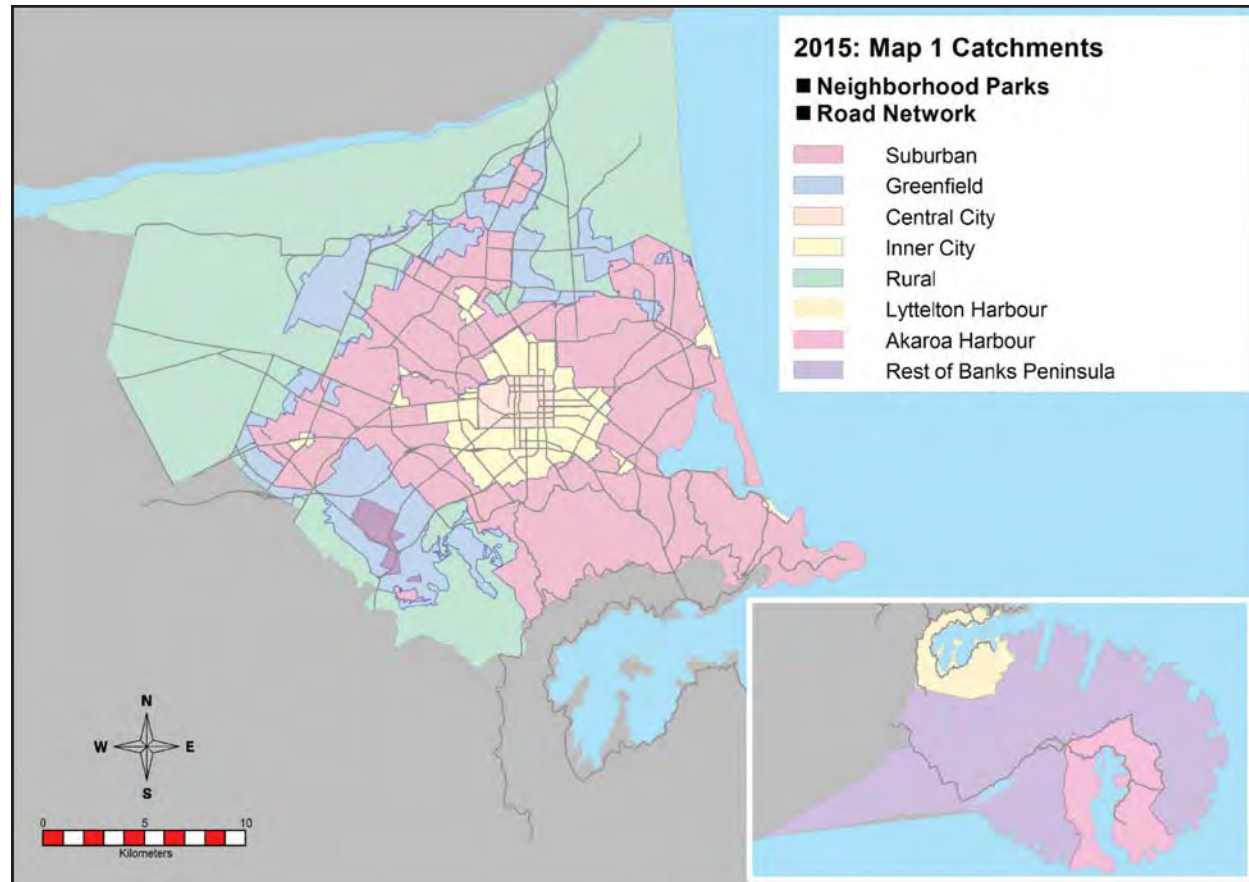 2015: Map 1 Catchments
■ Neighborhood Parks
■ Road Network
Suburban
Greenfield
Central City
Inner City
Rural
Lyttelton Harbour
Akaroa Harbour
Rest of Banks Peninsula
N
W E
S
0 5 10
Kilometers